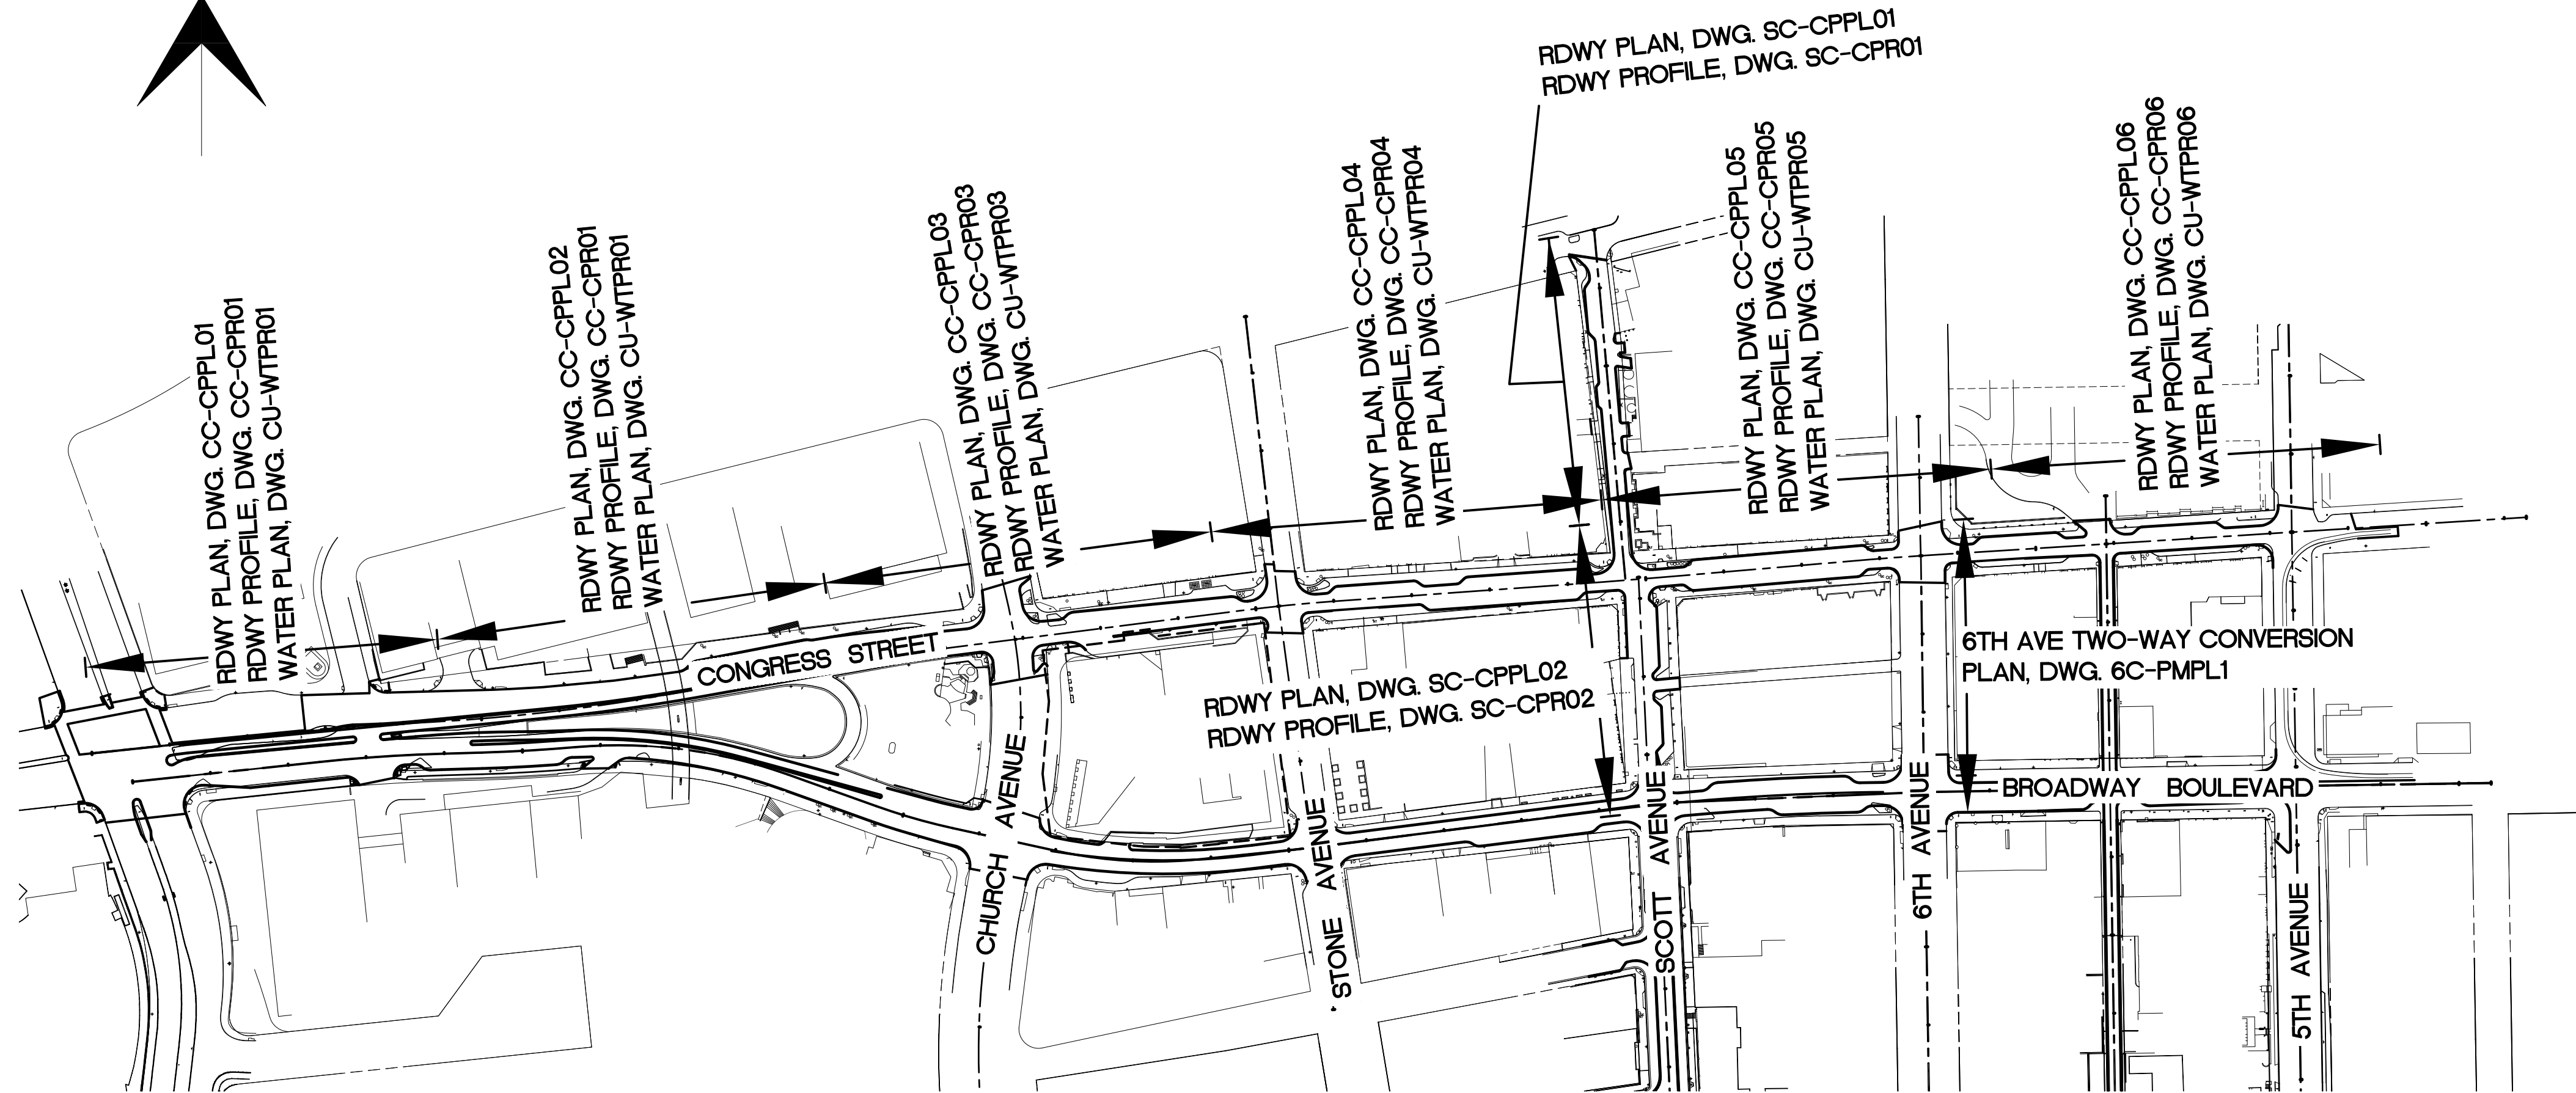 RDWY PLAN, DWG. SC-CPPL01
RDWY PROFILE, DWG. SC-CPR01
RDWY PLAN, DWG. CC-CPPL01
RDWY PROFILE, DWG. CC-CPR01
WATER PLAN, DWG. CU-WTPR01
RDWY PLAN, DWG. CC-CPPL02
RDWY PROFILE, DWG. CC-CPR01
WATER PLAN, DWG. CU-WTPR01
RDWY PLAN, DWG. CC-CPPL03
RDWY PROFILE, DWG. CC-CPR03
WATER PLAN, DWG. CU-WTPR03
RDWY PLAN, DWG. CC-CPPL04
RDWY PROFILE, DWG. CC-CPR04
WATER PLAN, DWG. CU-WTPR04
RDWY PLAN, DWG. CC-CPPL05
RDWY PROFILE, DWG. CC-CPR05
WATER PLAN, DWG. CU-WTPR05
RDWY PLAN, DWG. CC-CPPL06
RDWY PROFILE, DWG. CC-CPR06
WATER PLAN, DWG. CU-WTPR06
CONGRESS STREET
RDWY PLAN, DWG. SC-CPPL02
RDWY PROFILE, DWG. SC-CPR02
6TH AVE TWO-WAY CONVERSION
PLAN, DWG. 6C-PMPL1
BROADWAY BOULEVARD
CHURCH AVENUE
STONE AVENUE
SCOTT AVENUE
6TH AVENUE
5TH AVENUE